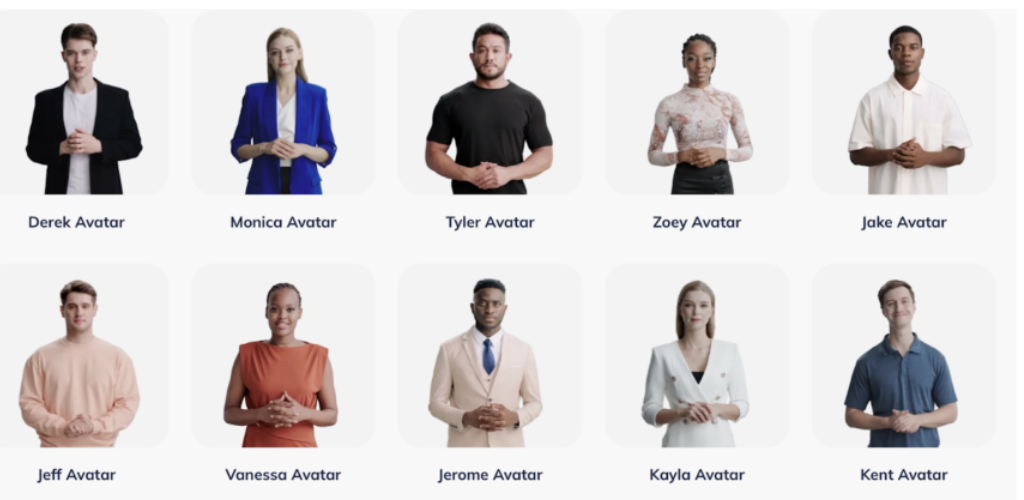 Derek Avatar
Monica Avatar
Tyler Avatar
Zoey Avatar
Jake Avatar
Jeff Avatar
Vanessa Avatar
Jerome Avatar
Kayla Avatar
Kent Avatar